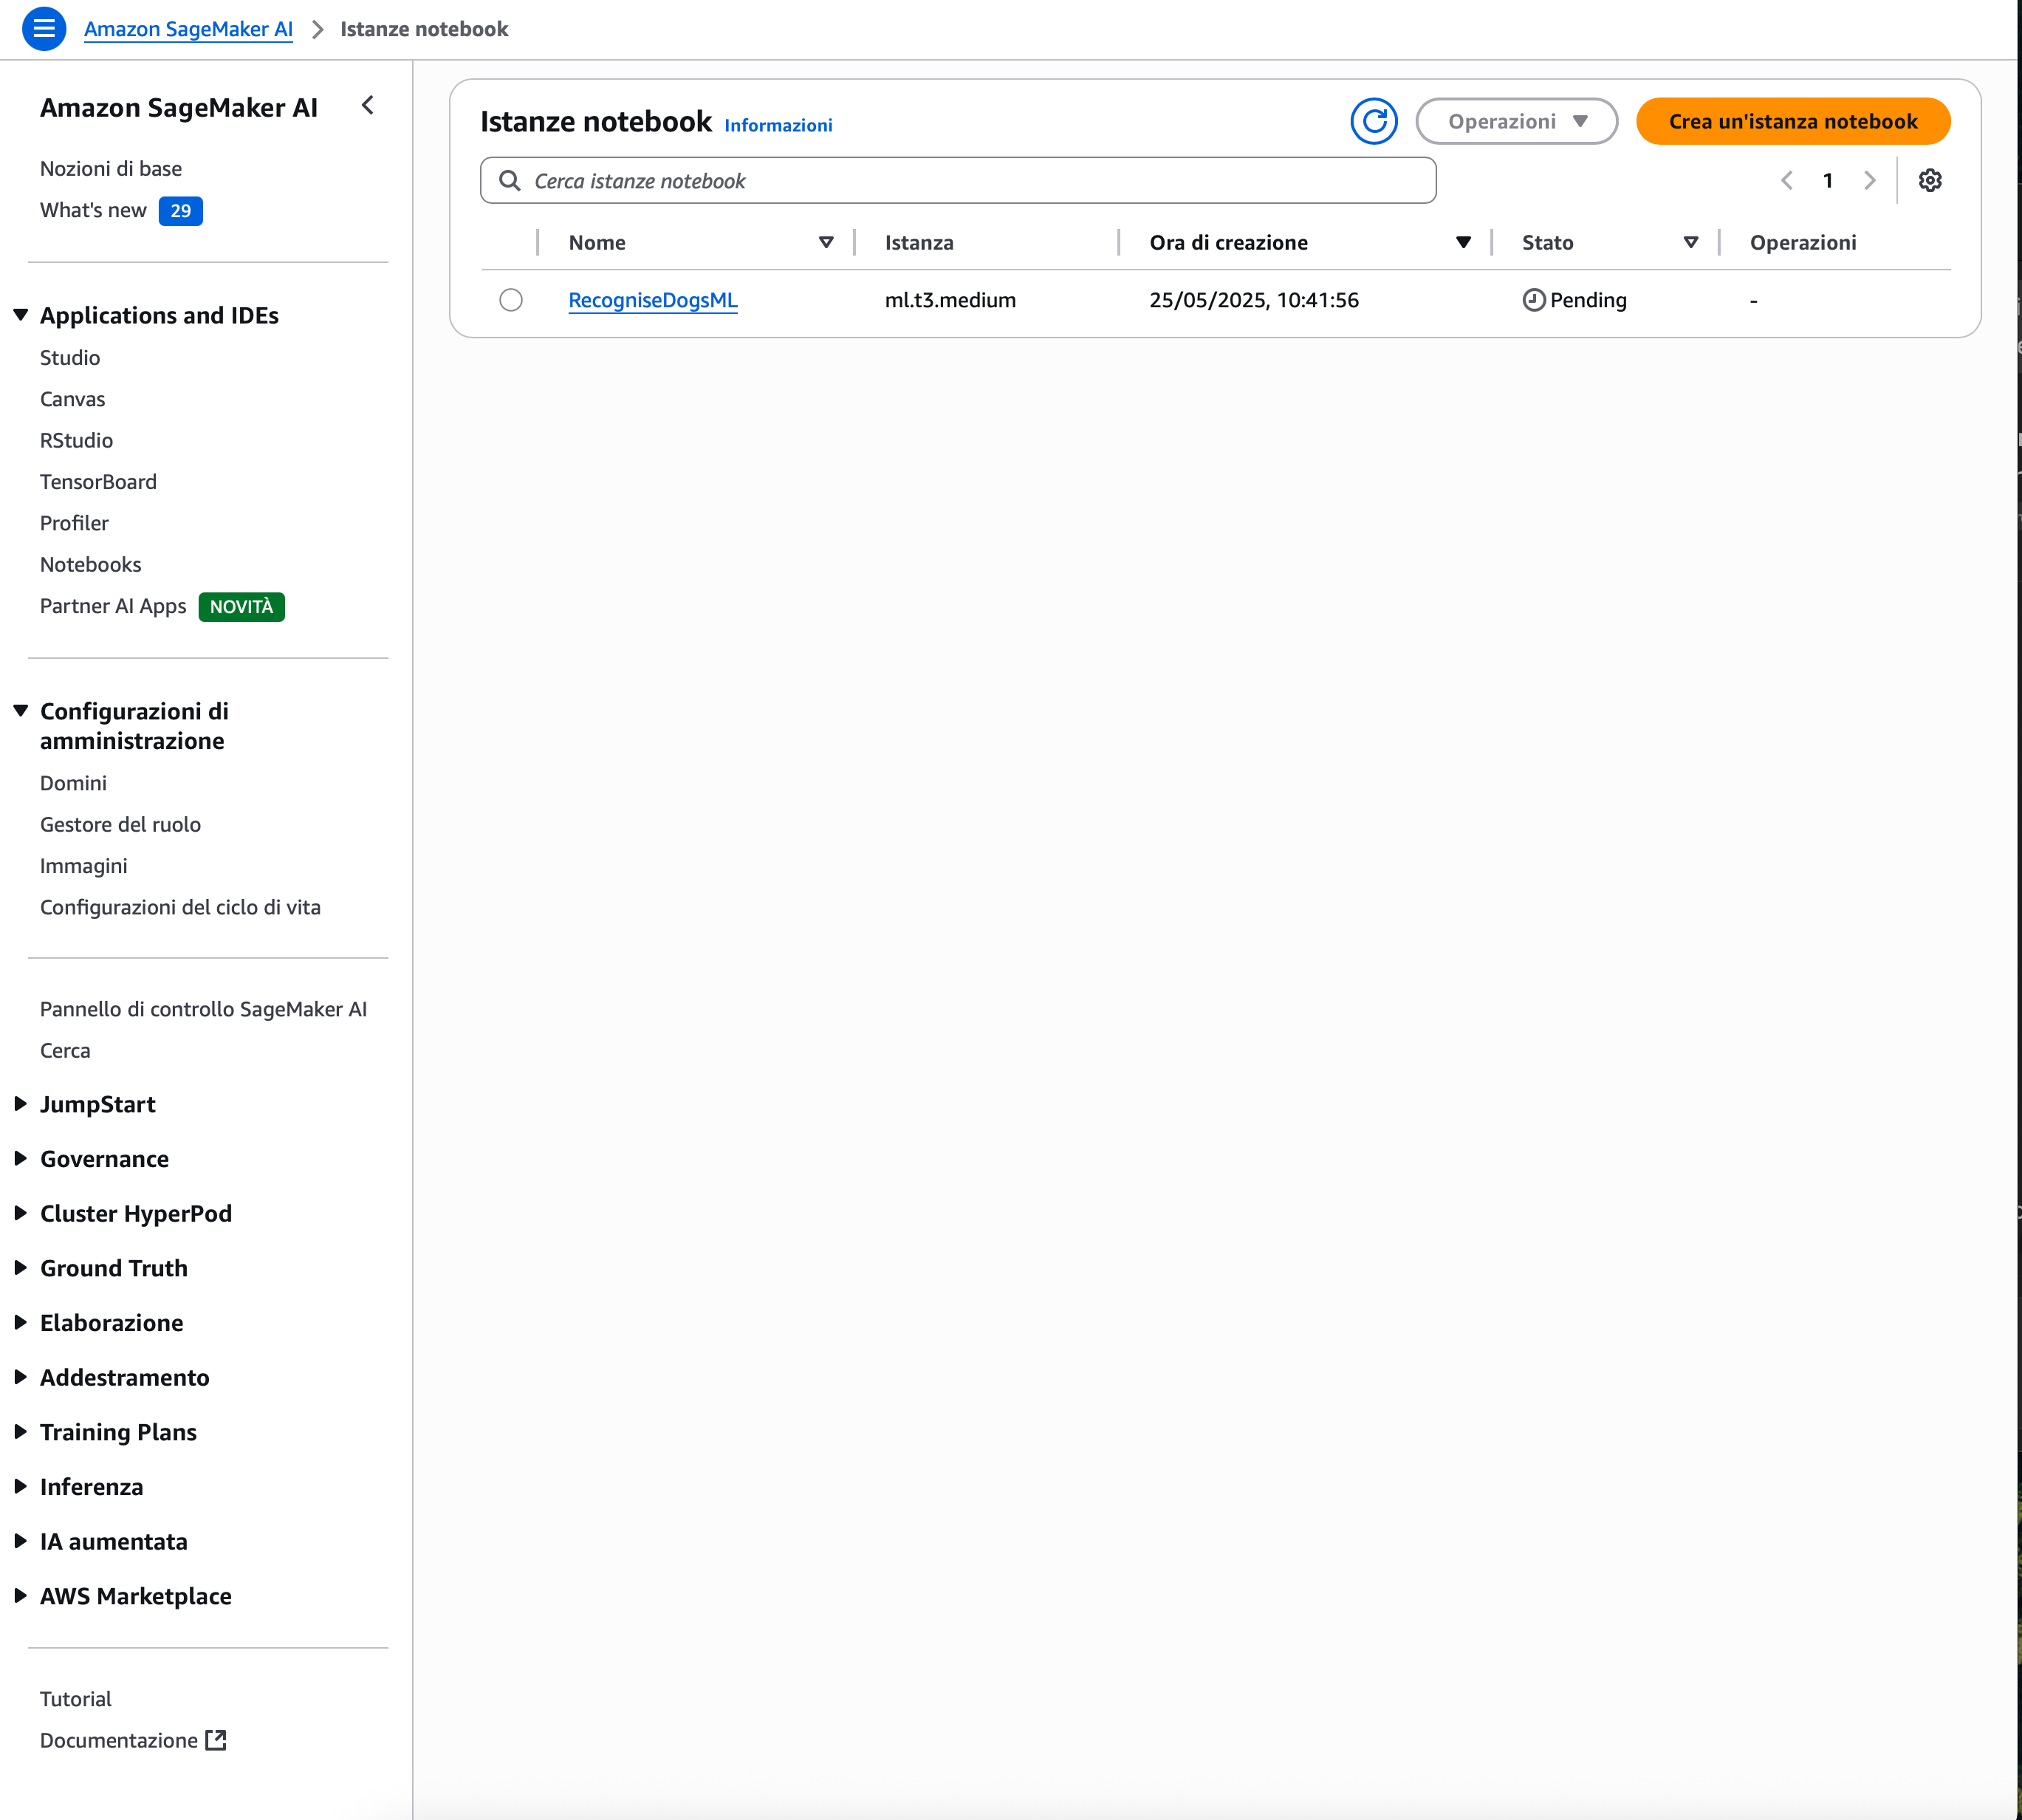 Amazon SageMaker AI > Istanze notebook
Amazon SageMaker AI
Nozioni di base
What's new 29
Applications and IDEs
Studio
Canvas
RStudio
TensorBoard
Profiler
Notebooks
Partner AI Apps NOVITÀ
Configurazioni di
amministrazione
Domini
Gestore del ruolo
Immagini
Configurazioni del ciclo di vita
Pannello di controllo SageMaker AI
Cerca
JumpStart
Governance
Cluster HyperPod
Ground Truth
Elaborazione
Addestramento
Training Plans
Inferenza
IA aumentata
AWS Marketplace
Tutorial
Documentazione
Istanze notebook Informazioni
Operazioni
Crea un'istanza notebook
Cerca istanze notebook
1
Nome Istanza Ora di creazione Stato Operazioni
RecogniseDogsML ml.t3.medium 25/05/2025, 10:41:56 Pending -